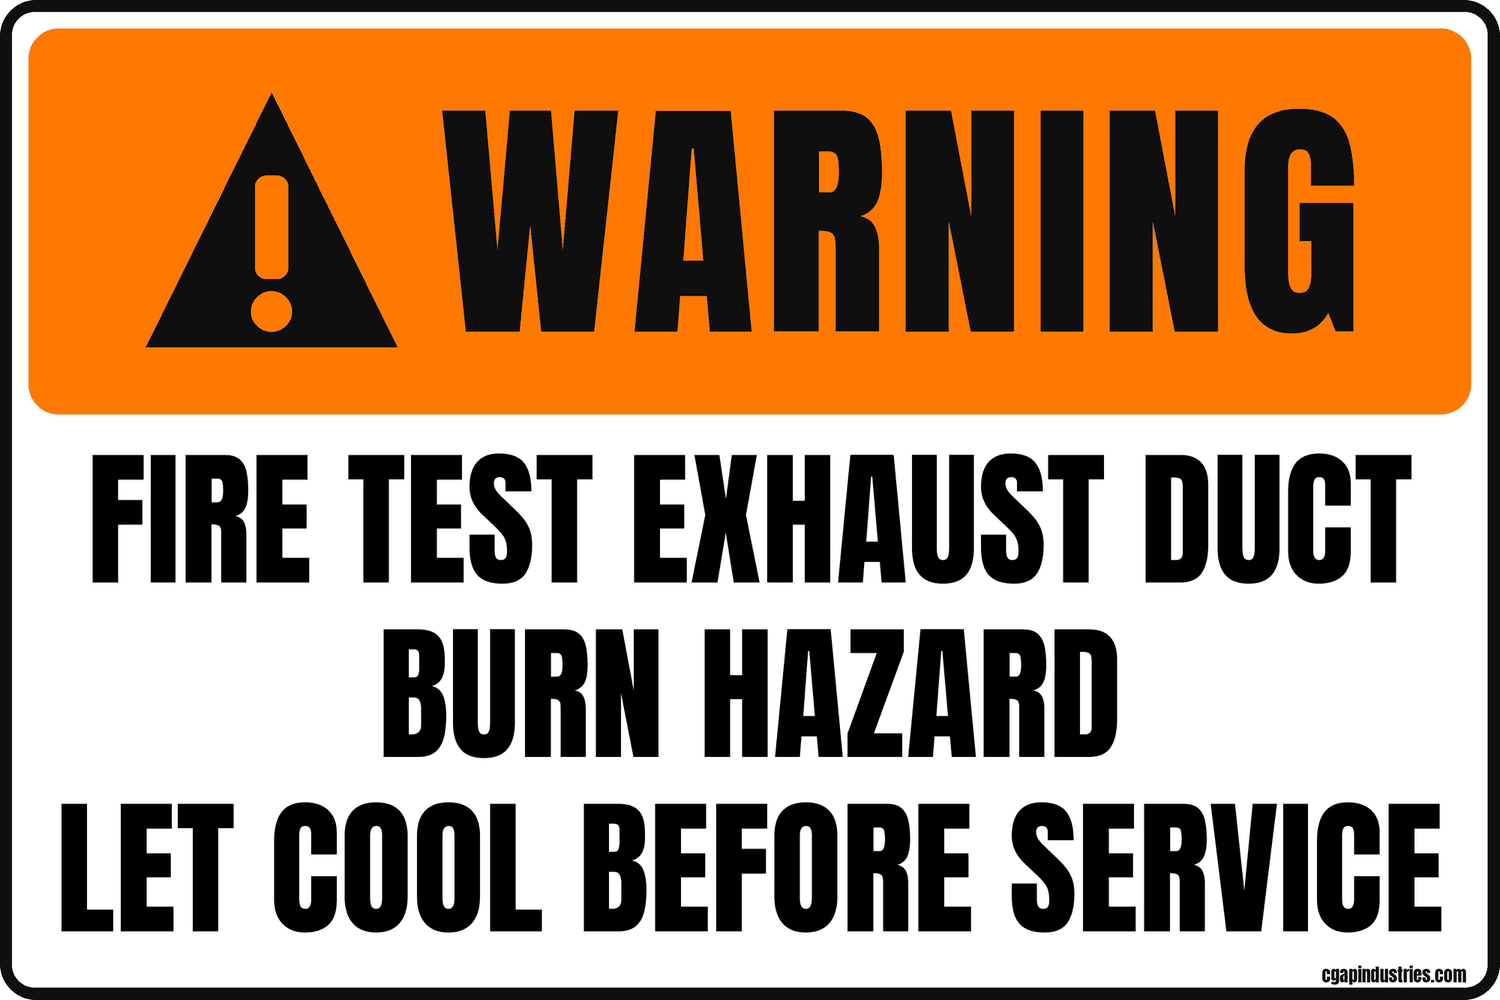 WARNING
FIRE TEST EXHAUST DUCT
BURN HAZARD
LET COOL BEFORE SERVICE
cgapindustries.com